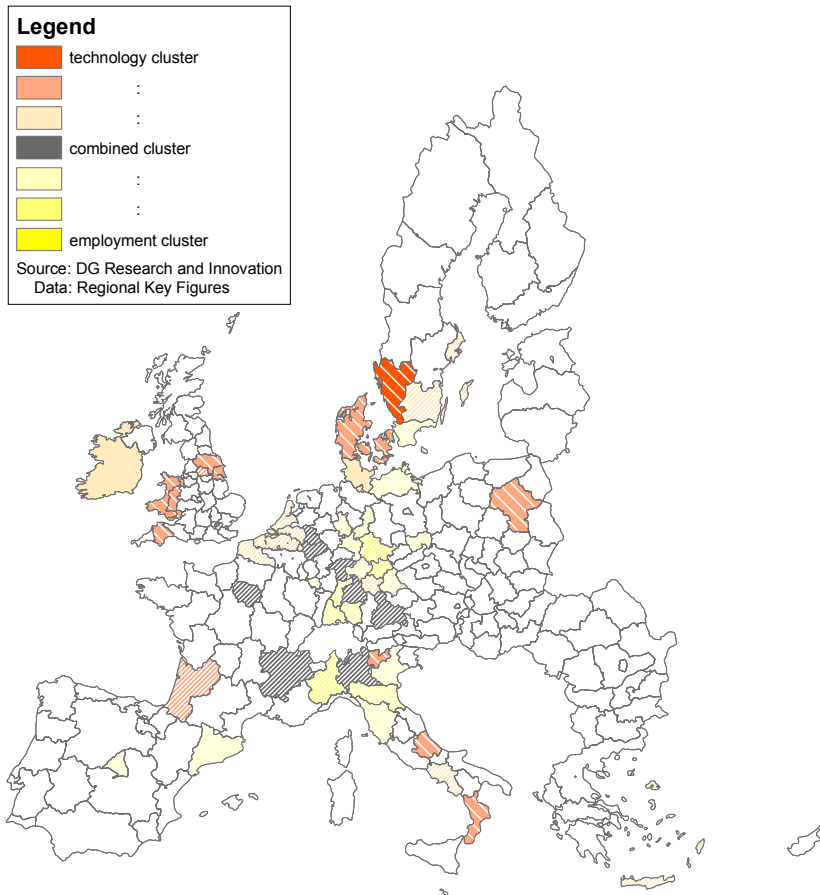 Legend
technology cluster
:
:
combined cluster
:
:
employment cluster
Source: DG Research and Innovation
Data: Regional Key Figures